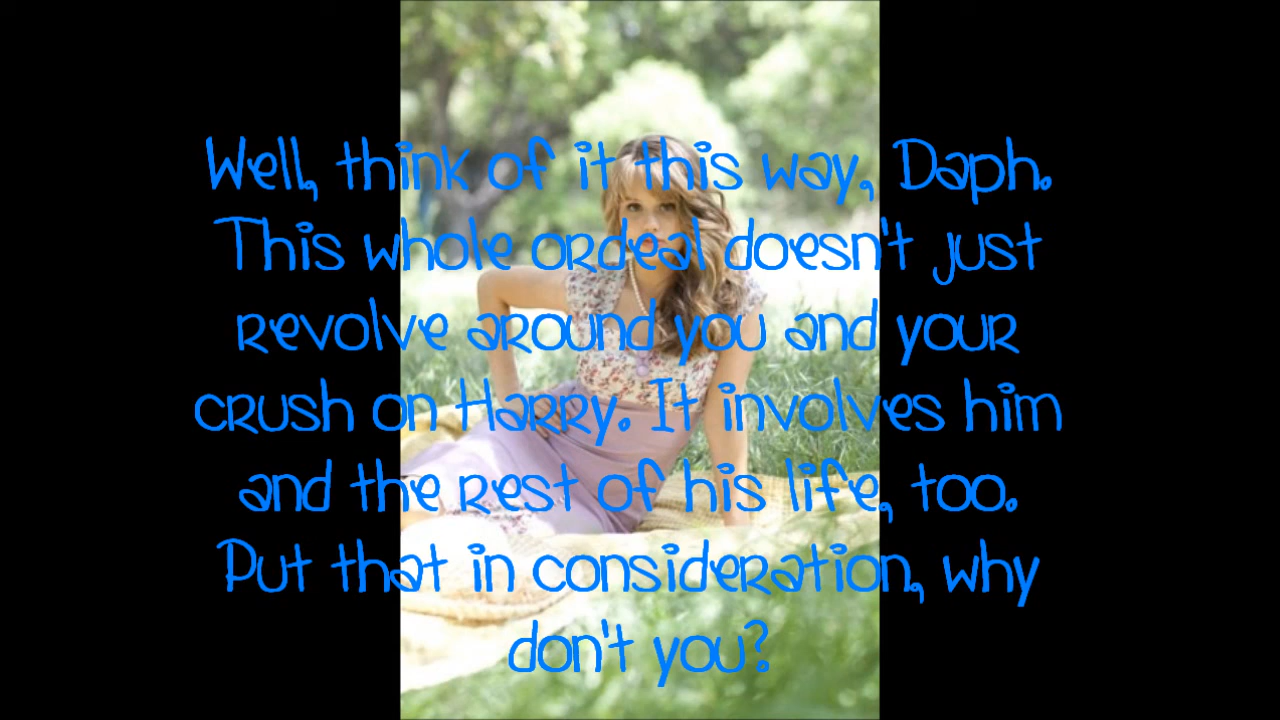 Well, think of it this way, Daph.
This whole ordeal doesn't just
revolve around you and your
crush on Harry. It involves him
and the rest of his life, too.
Put that in consideration, why
don't you?